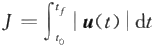 J = ∫_{t_0}^{t_f} | 𝒖(t) | dt